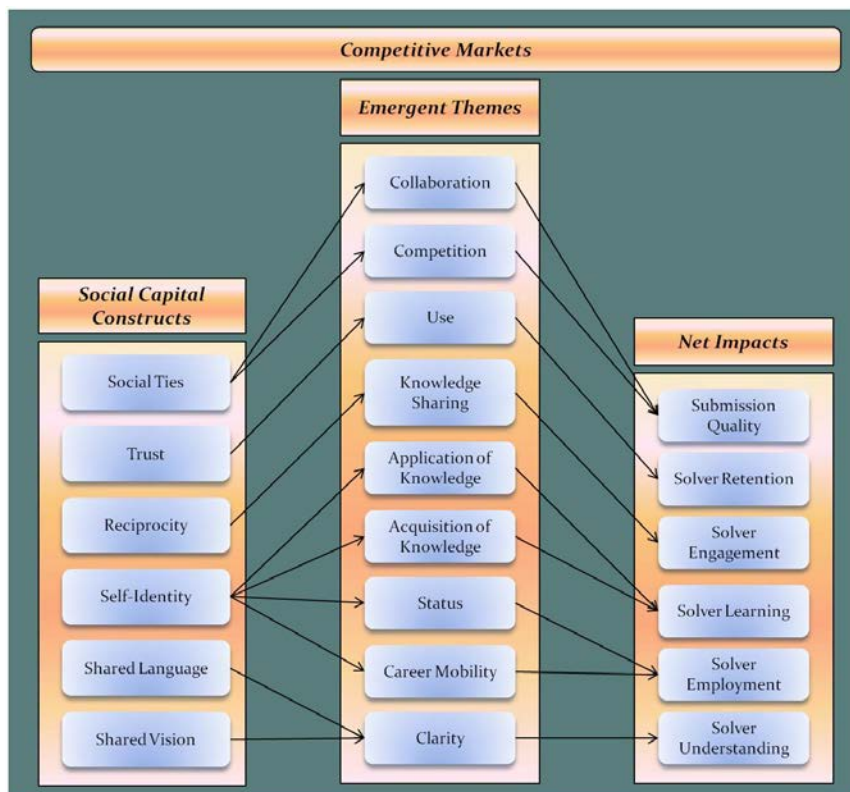 Competitive Markets
Emergent Themes
Collaboration
Competition
Use
Knowledge
Sharing
Application of
Knowledge
Acquisition of
Knowledge
Status
Career Mobility
Clarity
Social Capital
Constructs
Social Ties
Trust
Reciprocity
Self-Identity
Shared Language
Shared Vision
Net Impacts
Submission
Quality
Solver Retention
Solver
Engagement
Solver Learning
Solver
Employment
Solver
Understanding